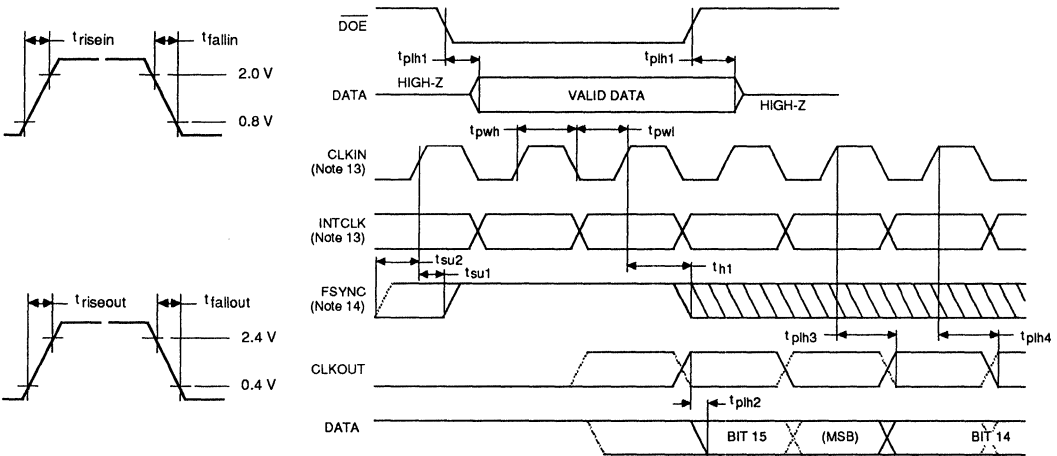 t risein
t fallin
2.0 V
0.8 V
t riseout
t fallout
2.4 V
0.4 V
DOE
t plh1
t plh1
HIGH-Z
DATA
VALID DATA
HIGH-Z
t pwh
t pwl
CLKIN
(Note 13)
INTCLK
(Note 13)
t su2
t su1
t h1
FSYNC
(Note 14)
t plh3
t plh4
CLKOUT
t plh2
DATA
BIT 15
(MSB)
BIT 14